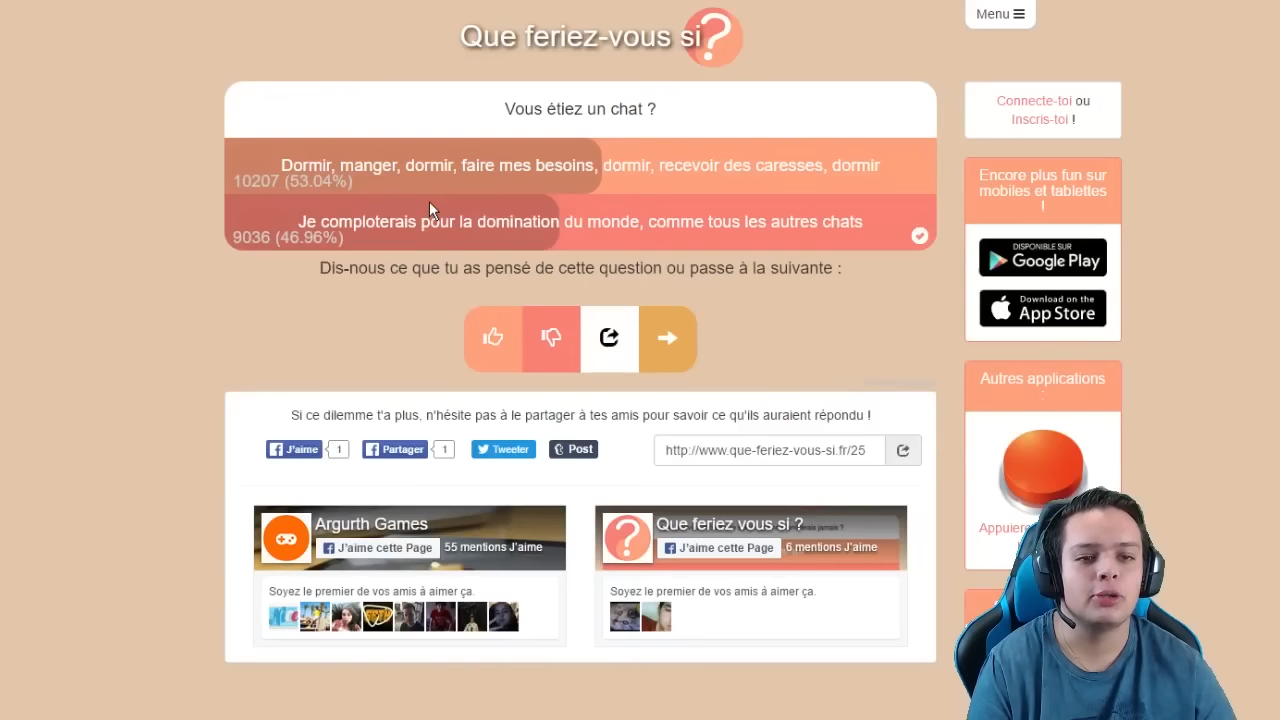 Que feriez-vous si ?
Menu
Vous étiez un chat ?
Dormir, manger, dormir, faire mes besoins, dormir, recevoir des caresses, dormir
10207 (53.04%)
Je comploterais pour la domination du monde, comme tous les autres chats
9036 (46.96%)
Dis-nous ce que tu as pensé de cette question ou passe à la suivante :
Si ce dilemme t'a plus, n'hésite pas à le partager à tes amis pour savoir ce qu'ils auraient répondu !
J'aime 1 Partager 1 Tweeter Post
http://www.que-feriez-vous-si.fr/25
Argurth Games
J'aime cette Page 55 mentions J'aime
Soyez le premier de vos amis à aimer ça.
Que feriez vous si ?
J'aime cette Page 6 mentions J'aime
Soyez le premier de vos amis à aimer ça.
Connecte-toi ou
Inscris-toi !
Encore plus fun sur
mobiles et tablettes
!
DISPONIBLE SUR
Google Play
Download on the
App Store
Autres applications
: